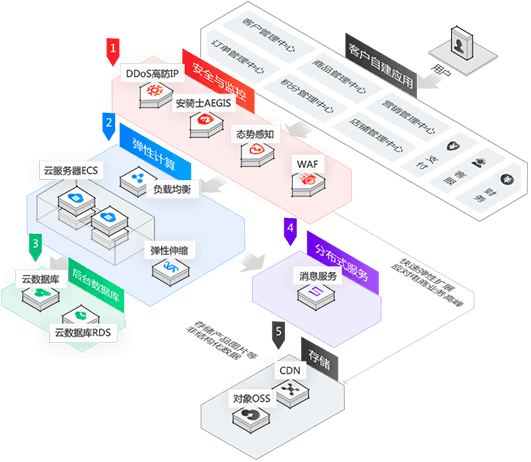 客户自建应用
用户
客户管理中心
订单管理中心
商品管理中心
积分管理中心
营销管理中心
店铺管理中心
支付
客服
财务
1
安全与监控
DDoS高防IP
安骑士AEGIS
态势感知
WAF
2
弹性计算
云服务器ECS
负载均衡
弹性伸缩
3
后台数据库
云数据库
云数据库RDS
4
分布式服务
消息服务
快速弹性扩展
应对电商业务高峰
存储产品图片等
非结构化数据
5
存储
CDN
对象OSS